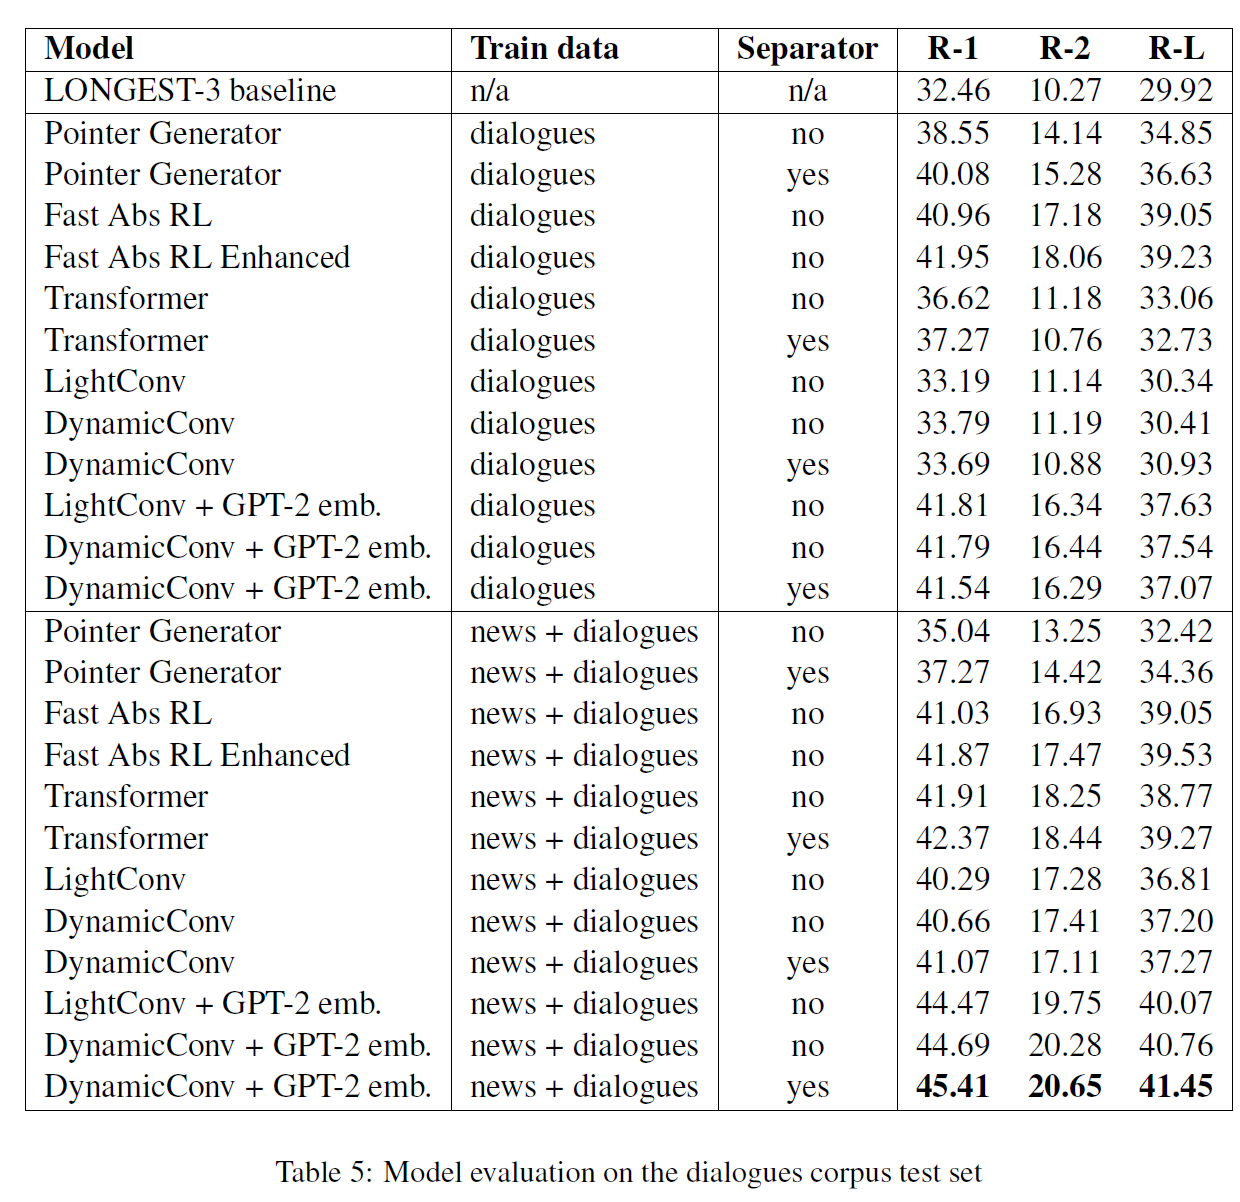 Model Train data Separator R-1 R-2 R-L
LONGEST-3 baseline n/a n/a 32.46 10.27 29.92
Pointer Generator dialogues no 38.55 14.14 34.85
Pointer Generator dialogues yes 40.08 15.28 36.63
Fast Abs RL dialogues no 40.96 17.18 39.05
Fast Abs RL Enhanced dialogues no 41.95 18.06 39.23
Transformer dialogues no 36.62 11.18 33.06
Transformer dialogues yes 37.27 10.76 32.73
LightConv dialogues no 33.19 11.14 30.34
DynamicConv dialogues no 33.79 11.19 30.41
DynamicConv dialogues yes 33.69 10.88 30.93
LightConv + GPT-2 emb. dialogues no 41.81 16.34 37.63
DynamicConv + GPT-2 emb. dialogues no 41.79 16.44 37.54
DynamicConv + GPT-2 emb. dialogues yes 41.54 16.29 37.07
Pointer Generator news + dialogues no 35.04 13.25 32.42
Pointer Generator news + dialogues yes 37.27 14.42 34.36
Fast Abs RL news + dialogues no 41.03 16.93 39.05
Fast Abs RL Enhanced news + dialogues no 41.87 17.47 39.53
Transformer news + dialogues no 41.91 18.25 38.77
Transformer news + dialogues yes 42.37 18.44 39.27
LightConv news + dialogues no 40.29 17.28 36.81
DynamicConv news + dialogues no 40.66 17.41 37.20
DynamicConv news + dialogues yes 41.07 17.11 37.27
LightConv + GPT-2 emb. news + dialogues no 44.47 19.75 40.07
DynamicConv + GPT-2 emb. news + dialogues no 44.69 20.28 40.76
DynamicConv + GPT-2 emb. news + dialogues yes 45.41 20.65 41.45
Table 5: Model evaluation on the dialogues corpus test set